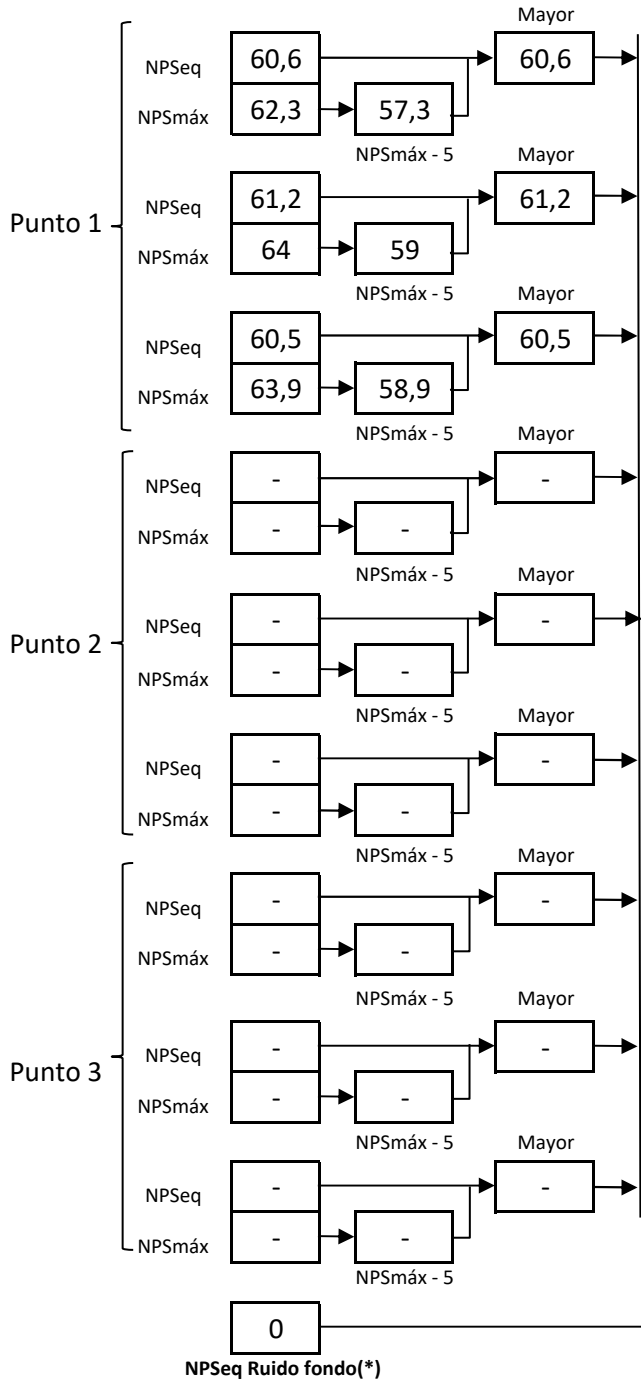 Mayor
NPSeq 60,6 60,6
NPSmáx 62,3 57,3
NPSmáx - 5
Mayor
NPSeq 61,2 61,2
Punto 1
NPSmáx 64 59
NPSmáx - 5
Mayor
NPSeq 60,5 60,5
NPSmáx 63,9 58,9
NPSmáx - 5
Mayor
NPSeq - -
NPSmáx - -
NPSmáx - 5
Mayor
NPSeq - -
Punto 2
NPSmáx - -
NPSmáx - 5
Mayor
NPSeq - -
NPSmáx - -
NPSmáx - 5
Mayor
NPSeq - -
NPSmáx - -
NPSmáx - 5
Mayor
NPSeq - -
Punto 3
NPSmáx - -
NPSmáx - 5
Mayor
NPSeq - -
NPSmáx - -
NPSmáx - 5
0
NPSeq Ruido fondo(*)